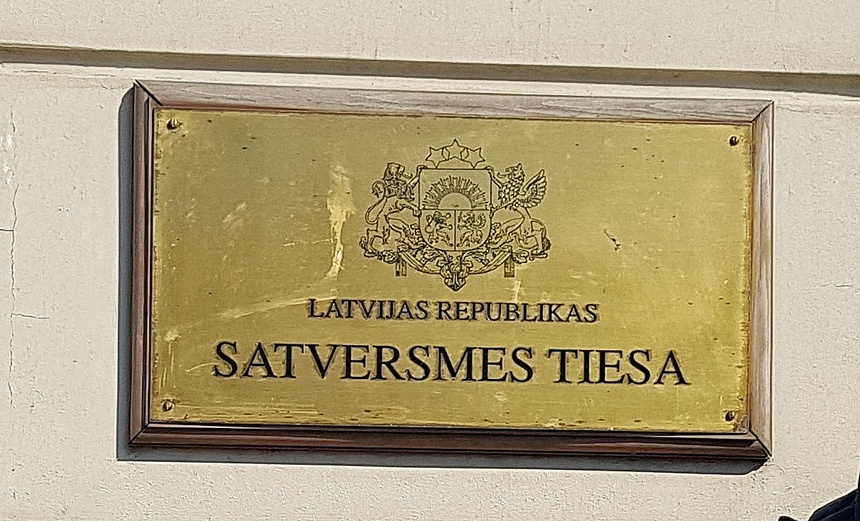 LATVIJAS REPUBLIKAS
SATVERSMES TIESA